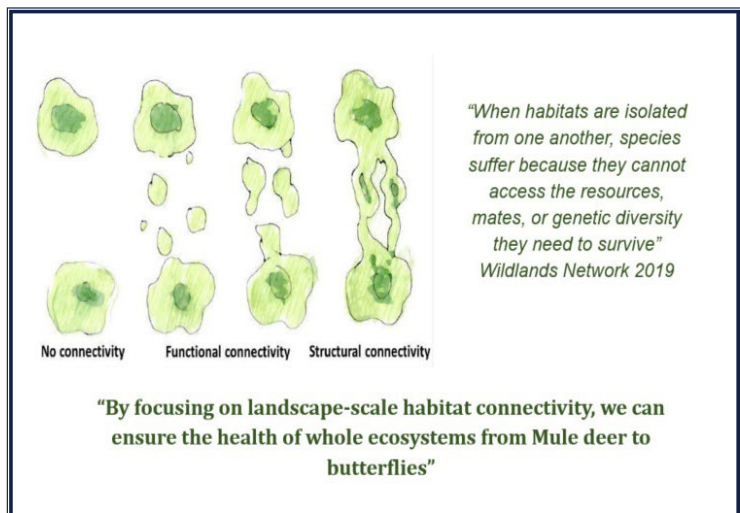 “When habitats are isolated
from one another, species
suffer because they cannot
access the resources,
mates, or genetic diversity
they need to survive”
Wildlands Network 2019
No connectivity
Functional connectivity
Structural connectivity
“By focusing on landscape-scale habitat connectivity, we can
ensure the health of whole ecosystems from Mule deer to
butterflies”